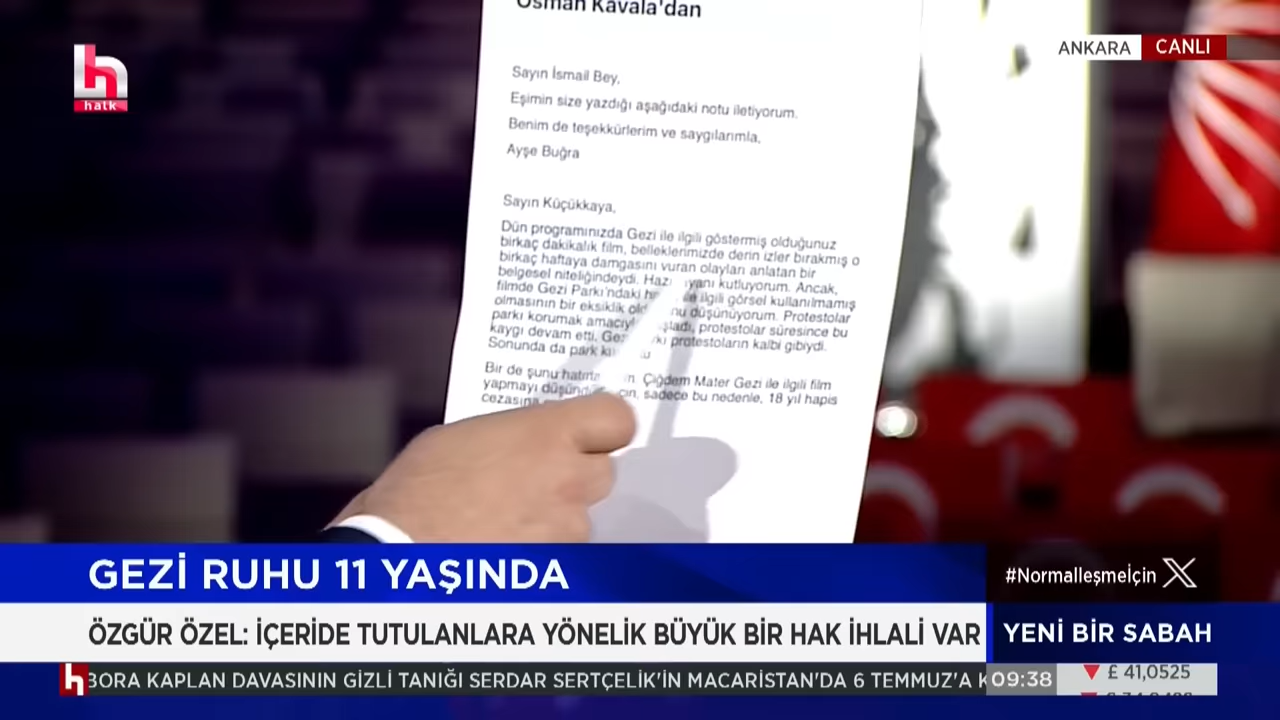 Osman Kavala'dan
ANKARA CANLI
halk
Sayın İsmail Bey,
Eşimin size yazdığı aşağıdaki notu iletiyorum.
Benim de teşekkürlerim ve saygılarımla,
Ayşe Buğra
Sayın Küçükkaya,
Dün programınızda Gezi ile ilgili göstermiş olduğunuz
birkaç dakikalık film, belleklerimizde derin izler bırakmış o
birkaç haftaya damgasını vuran olayları anlatan bir
belgesel niteliğindeydi. kutluyorum. Ancak,
filmde Gezi Parkı'ndaki ile ilgili görsel kullanılmamış
olmasının bir eksiklik düşünüyorum. Protestolar
parkı korumak protestolar süresince bu
kaygı devam etti. protestoların kalbi gibiydi.
Sonunda da park
Bir de şunu Çiğdem Mater Gezi ile ilgili film
yapmayı sadece bu nedenle, 18 yıl hapis
cezasına
GEZİ RUHU 11 YAŞINDA
#Normalleşmeİçin X
ÖZGÜR ÖZEL: İÇERİDE TUTULANLARA YÖNELİK BÜYÜK BİR HAK İHLALİ VAR
YENİ BİR SABAH
h BORA KAPLAN DAVASININ GİZLİ TANIĞI SERDAR SERTÇELİK'İN MACARİSTAN'DA 6 TEMMUZ'A
09:38
£ 41,0525